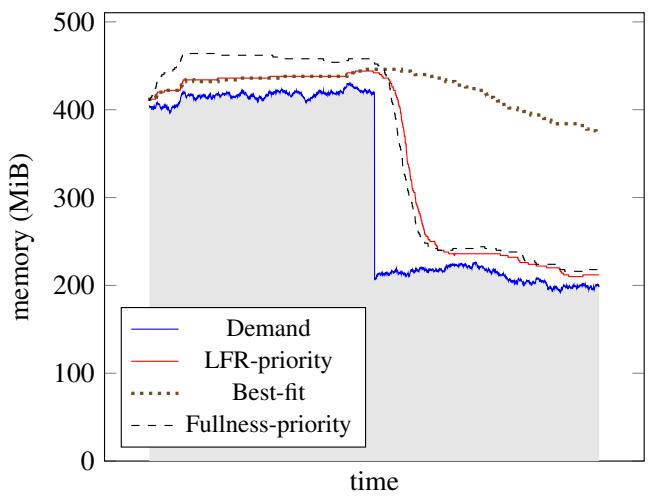 500
400
300
200
100
0
memory (MiB)
time
Demand
LFR-priority
Best-fit
Fullness-priority